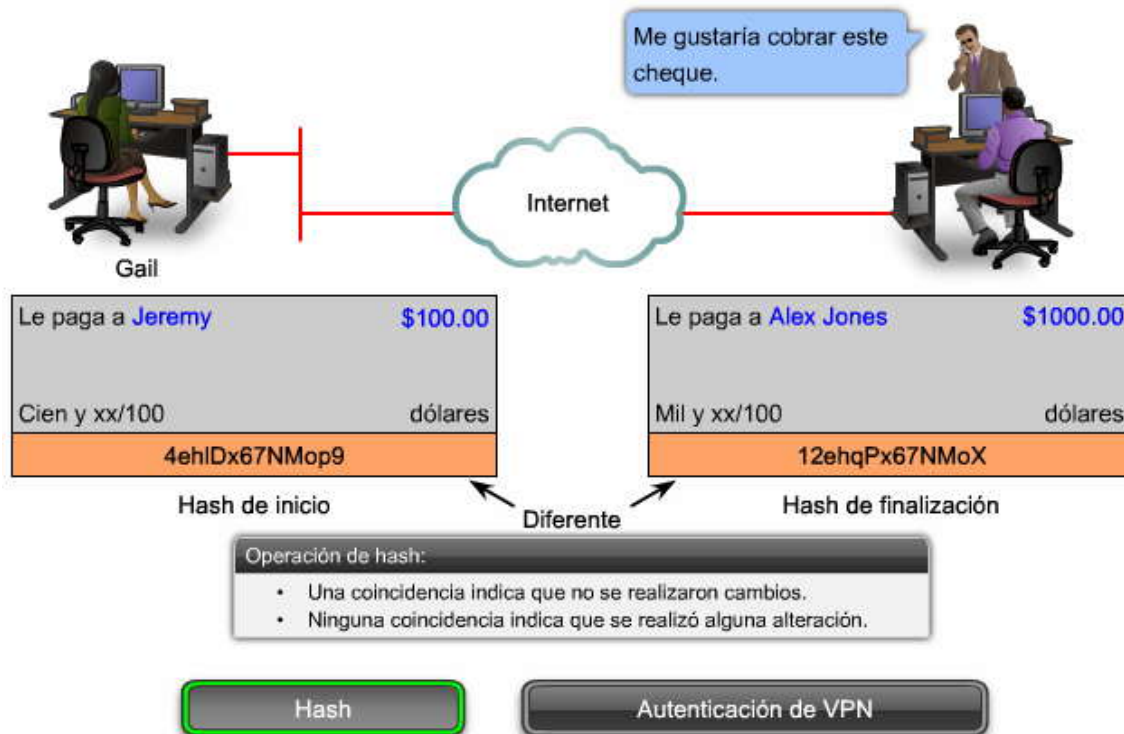 Me gustaría cobrar este
cheque.
Internet
Gail
Le paga a Jeremy $100.00
Cien y xx/100 dólares
4ehlDx67NMop9
Hash de inicio
Le paga a Alex Jones $1000.00
Mil y xx/100 dólares
12ehqPx67NMoX
Hash de finalización
Diferente
Operación de hash:
• Una coincidencia indica que no se realizaron cambios.
• Ninguna coincidencia indica que se realizó alguna alteración.
Hash
Autenticación de VPN